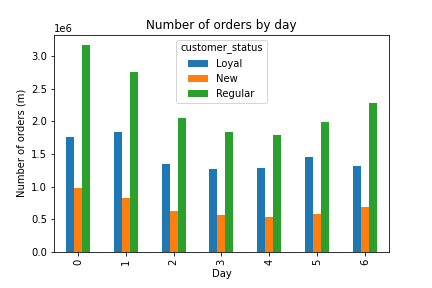 Number of orders by day
1e6
customer_status
Loyal
New
Regular
3.0
2.5
2.0
1.5
1.0
0.5
0.0
Number of orders (m)
0 1 2 3 4 5 6
Day